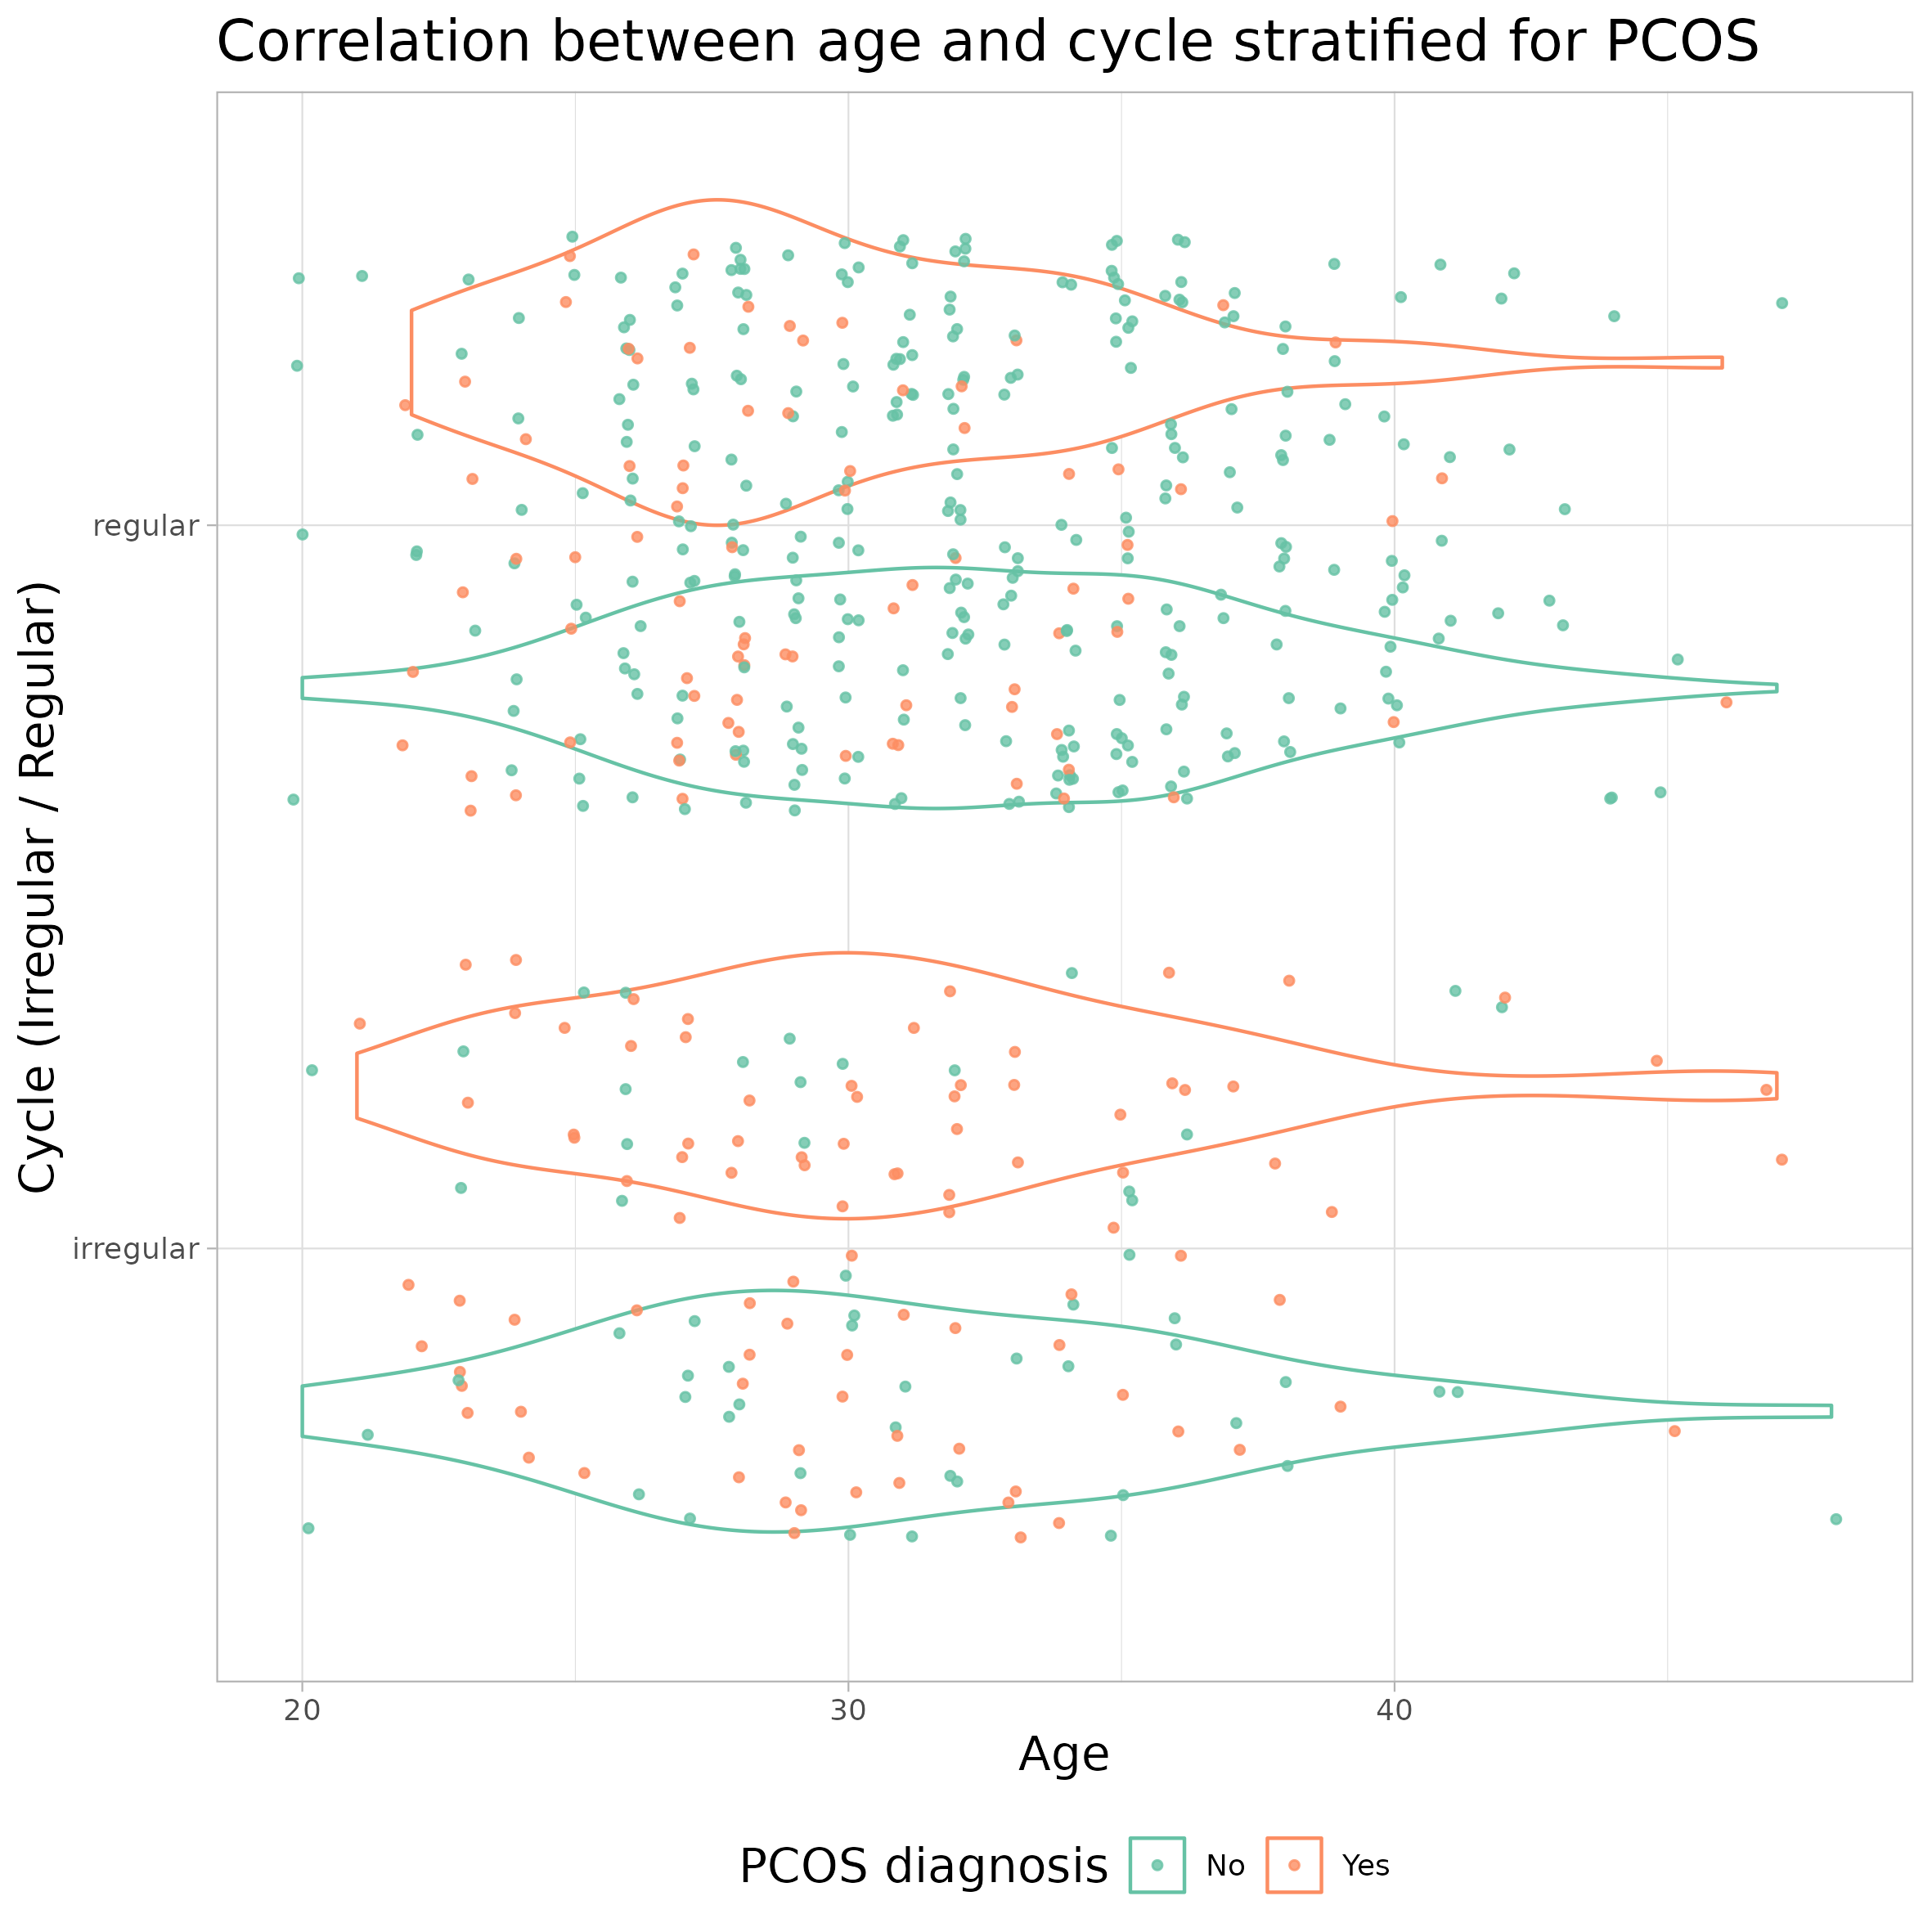 Correlation between age and cycle stratified for PCOS
Cycle (Irregular / Regular)
regular
irregular
20 30 40
Age
PCOS diagnosis No Yes